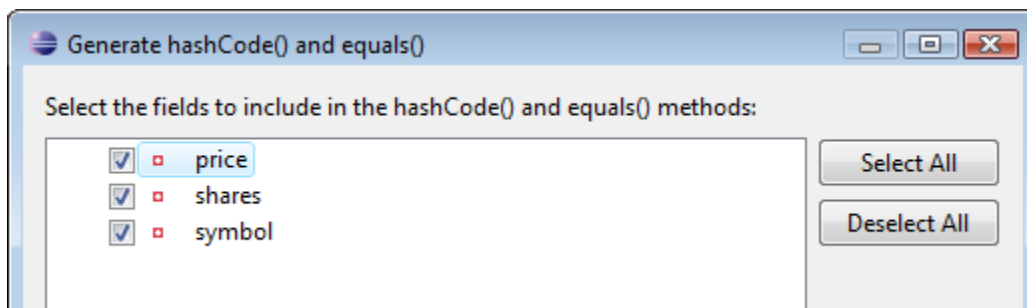 Generate hashCode() and equals()
Select the fields to include in the hashCode() and equals() methods:
price
shares
symbol
Select All
Deselect All